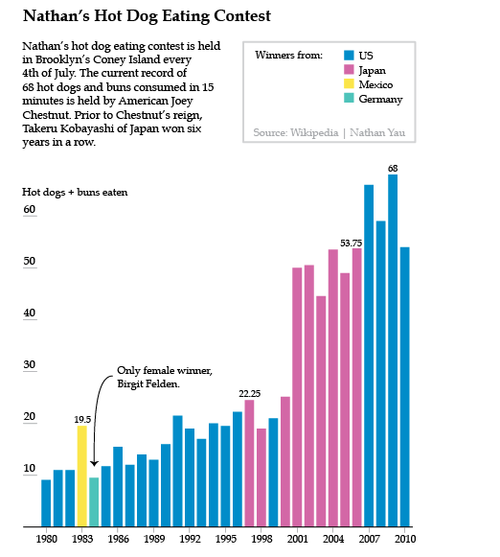 Nathan's Hot Dog Eating Contest
Nathan's hot dog eating contest is held
in Brooklyn's Coney Island every
4th of July. The current record of
68 hot dogs and buns consumed in 15
minutes is held by American Joey
Chestnut. Prior to Chestnut's reign,
Takeru Kobayashi of Japan won six
years in a row.
Winners from:
US
Japan
Mexico
Germany
Source: Wikipedia | Nathan Yau
Hot dogs + buns eaten
68
60
53.75
50
40
30
Only female winner,
Birgit Felden.
22.25
20
19.5
10
1980 1983 1986 1989 1992 1995 1998 2001 2004 2007 2010